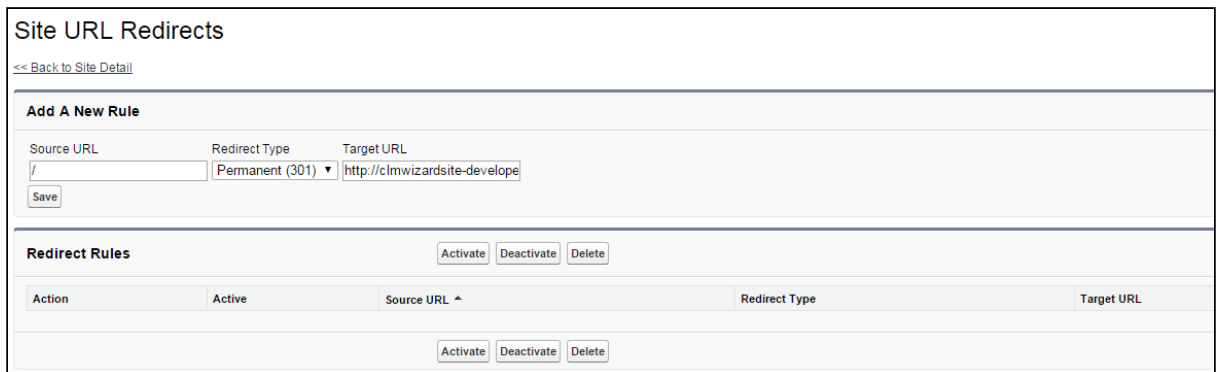 Site URL Redirects
<< Back to Site Detail
Add A New Rule
Source URL Redirect Type Target URL
/ Permanent (301) http://clmwizardsite-develope
Save
Redirect Rules Activate Deactivate Delete
Action Active Source URL Redirect Type Target URL
Activate Deactivate Delete